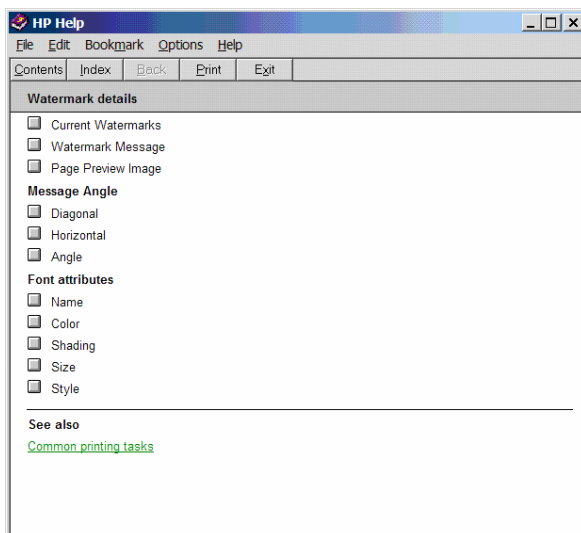 HP Help
File Edit Bookmark Options Help
Contents Index Back Print Exit
Watermark details
Current Watermarks
Watermark Message
Page Preview Image
Message Angle
Diagonal
Horizontal
Angle
Font attributes
Name
Color
Shading
Size
Style
See also
Common printing tasks